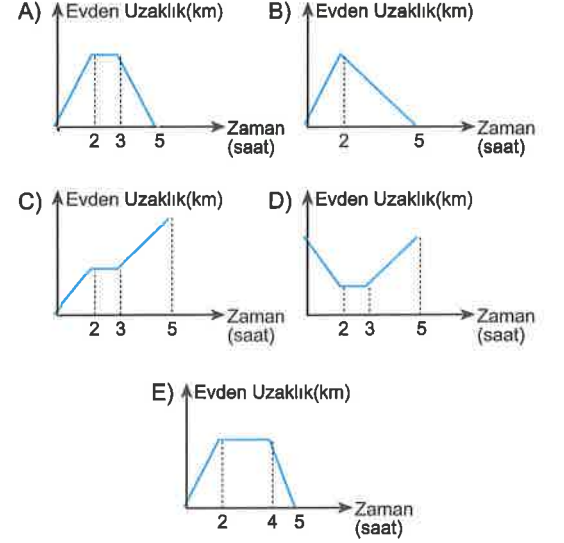 A) Evden Uzaklık(km)
2 3 5
Zaman
(saat)
B) Evden Uzaklık(km)
2 5
Zaman
(saat)
C) Evden Uzaklık(km)
2 3 5
Zaman
(saat)
D) Evden Uzaklık(km)
2 3 5
Zaman
(saat)
E) Evden Uzaklık(km)
2 4 5
Zaman
(saat)